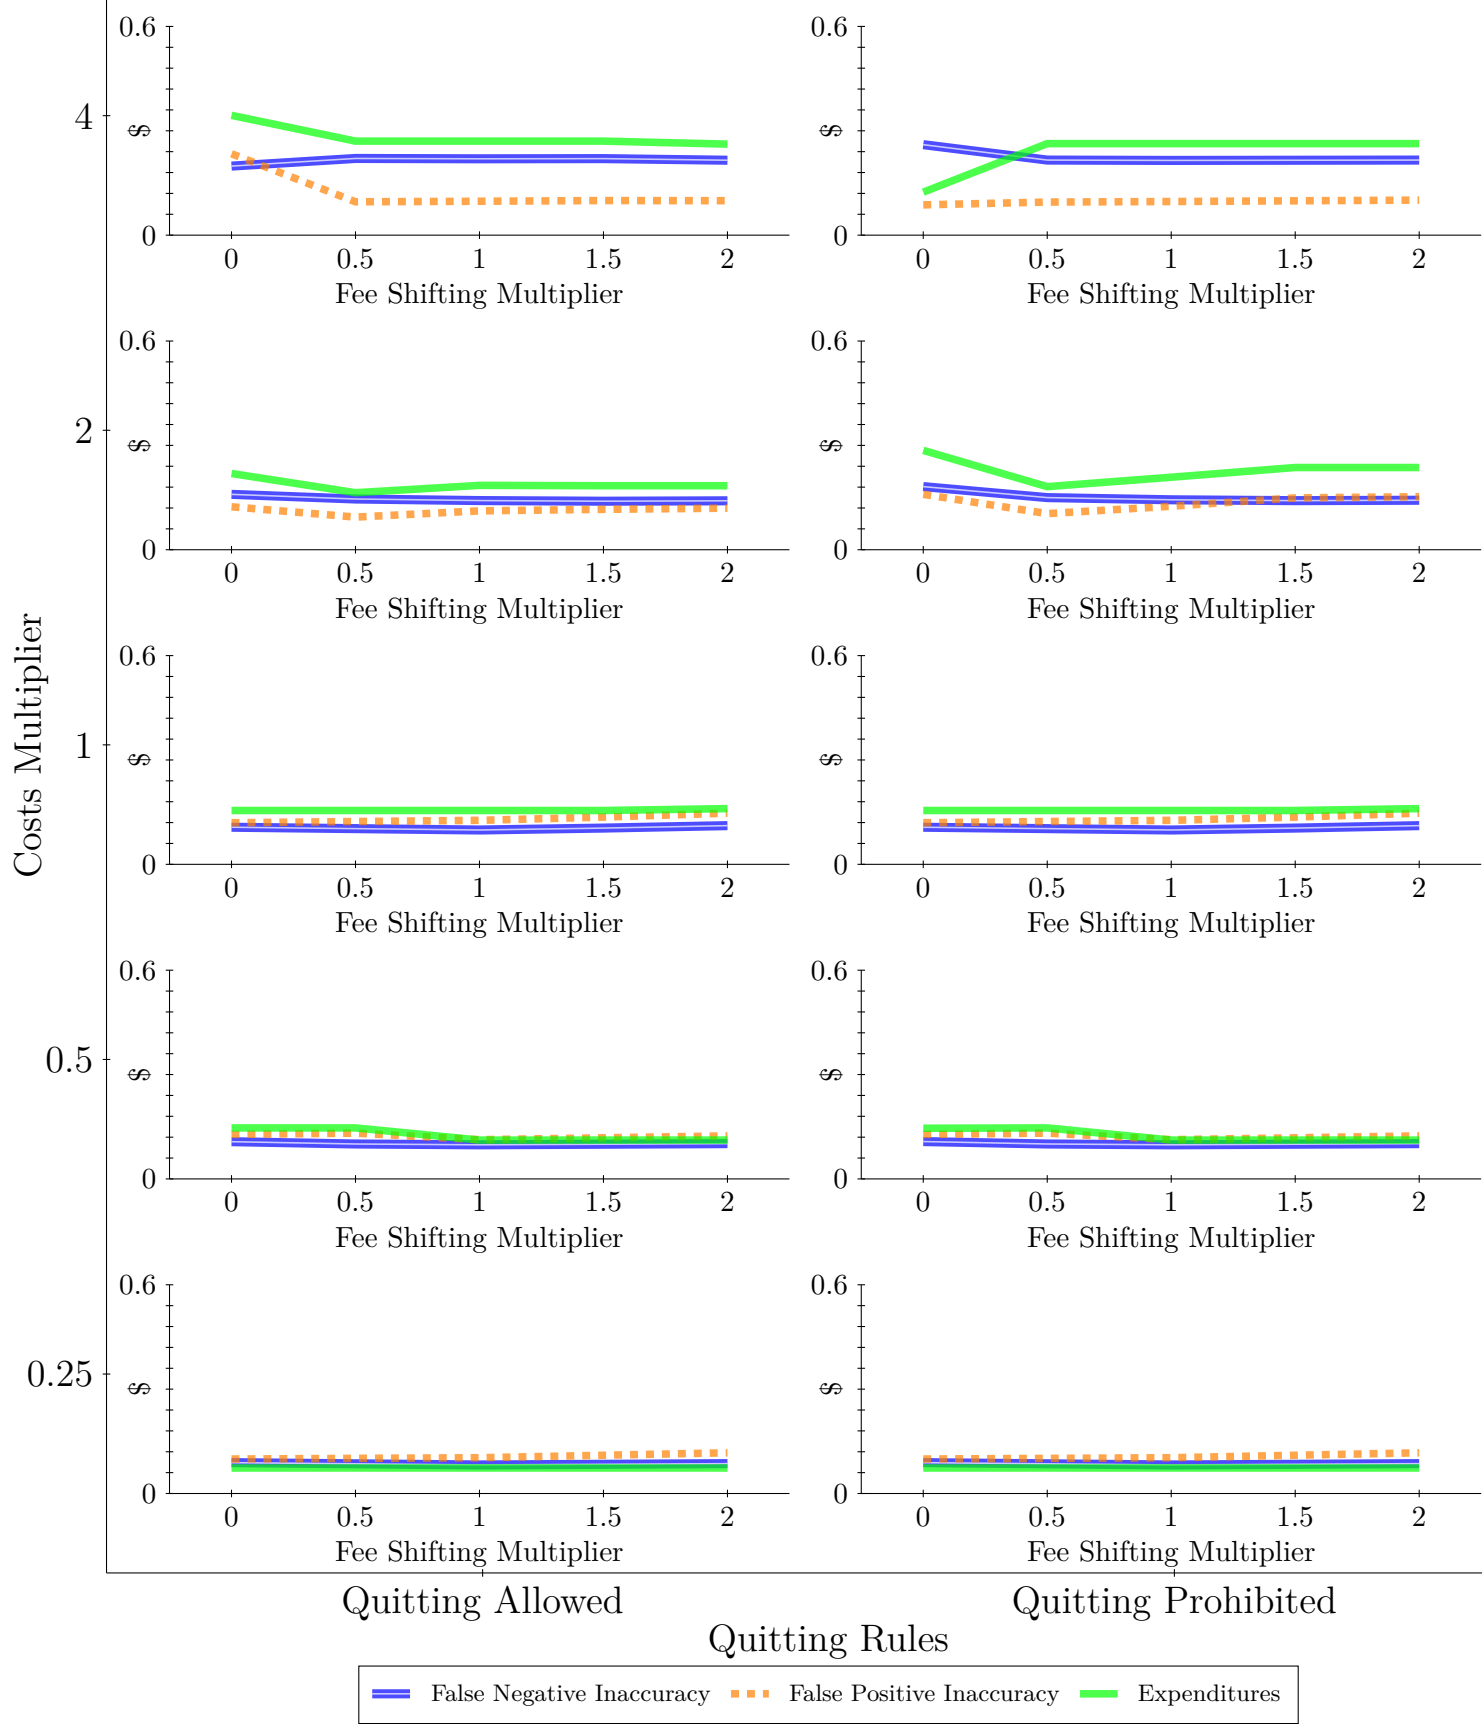 Costs Multiplier
4
0.6
$
0
0 0.5 1 1.5 2
Fee Shifting Multiplier
0.6
$
0
0 0.5 1 1.5 2
Fee Shifting Multiplier
2
0.6
$
0
0 0.5 1 1.5 2
Fee Shifting Multiplier
0.6
$
0
0 0.5 1 1.5 2
Fee Shifting Multiplier
1
0.6
$
0
0 0.5 1 1.5 2
Fee Shifting Multiplier
0.6
$
0
0 0.5 1 1.5 2
Fee Shifting Multiplier
0.5
0.6
$
0
0 0.5 1 1.5 2
Fee Shifting Multiplier
0.6
$
0
0 0.5 1 1.5 2
Fee Shifting Multiplier
0.25
0.6
$
0
0 0.5 1 1.5 2
Fee Shifting Multiplier
0.6
$
0
0 0.5 1 1.5 2
Fee Shifting Multiplier
Quitting Allowed Quitting Prohibited
Quitting Rules
False Negative Inaccuracy False Positive Inaccuracy Expenditures